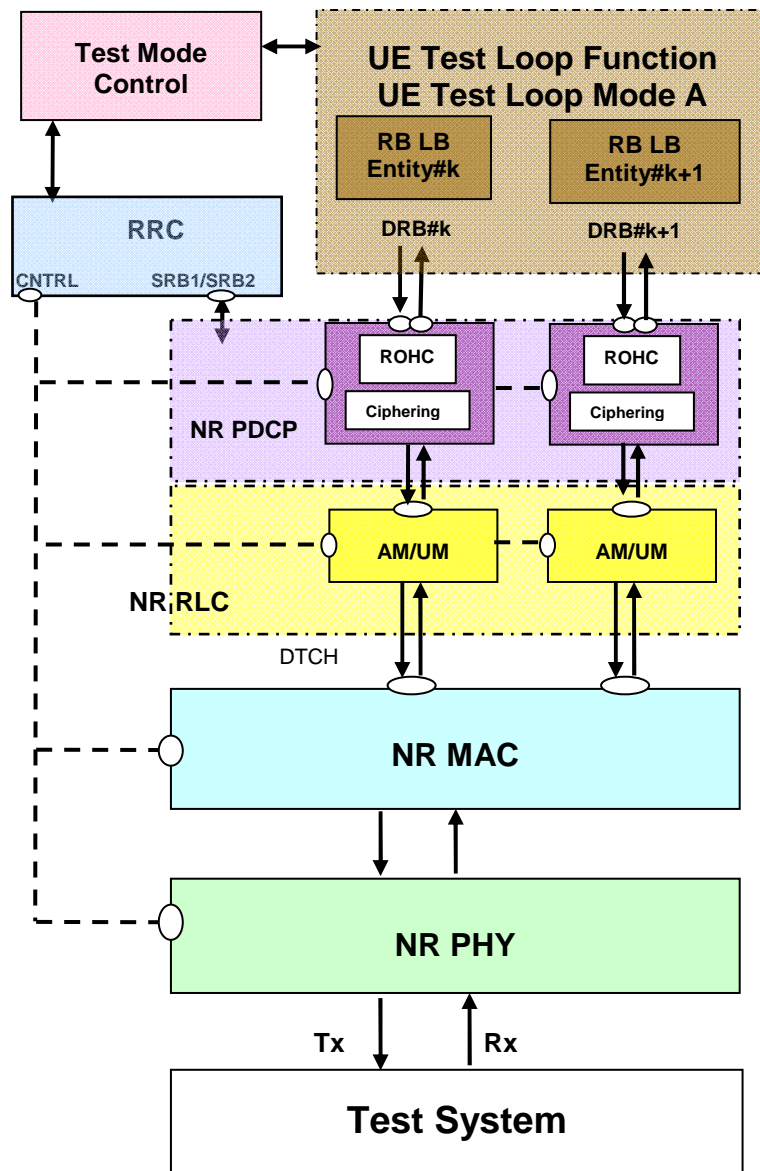 Test Mode
Control
UE Test Loop Function
UE Test Loop Mode A
RB LB
Entity#k
RB LB
Entity#k+1
DRB#k
DRB#k+1
RRC
CNTRL
SRB1/SRB2
ROHC
Ciphering
ROHC
Ciphering
NR PDCP
AM/UM
AM/UM
NR RLC
DTCH
NR MAC
NR PHY
Tx
Rx
Test System